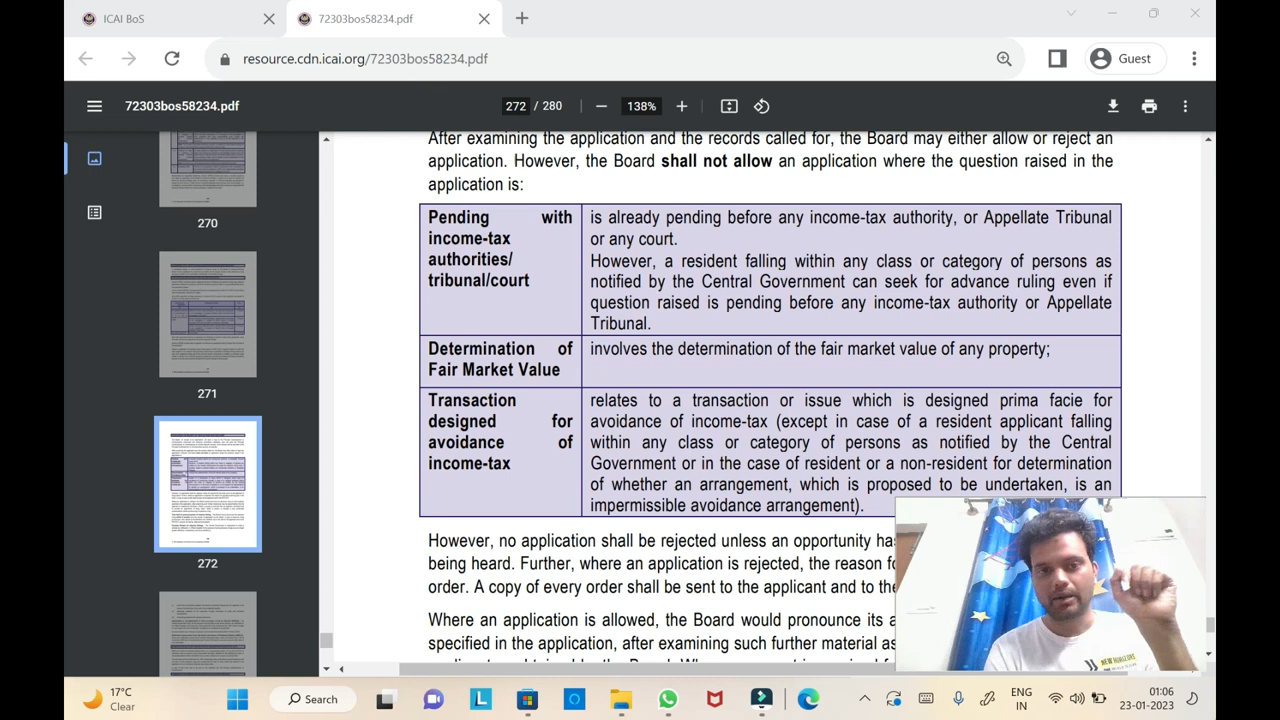 ICAI BoS
72303bos58234.pdf
resource.cdn.icai.org/72303bos58234.pdf
Guest
72303bos58234.pdf
272 / 280
138%
270
271
272
After examining the application and the records called for, the Board may either allow or reject an
application. However, the Board shall not allow an application where the question raised in the
application is:
Pending with
income-tax
authorities/
tribunal/court
is already pending before any income-tax authority, or Appellate Tribunal
or any court.
However, a resident falling within any class or category of persons as
notified by the Central Government can seek for advance ruling even if
question raised is pending before any income-tax authority or Appellate
Tribunal.
Determination of
Fair Market Value
involves the determination of the fair market value of any property;
Transaction
designed for
avoidance of
income-tax
relates to a transaction or issue which is designed prima facie for
avoidance of income-tax (except in case of a resident applicant falling
within any class or category of person as notified by the Central
Government or in the case of resident or non-resident for determination
of whether an arrangement, which is proposed to be undertaken, is an
impermissible avoidance arrangement).
However, no application shall be rejected unless an opportunity ha
being heard. Further, where an application is rejected, the reason fo
order. A copy of every order shall be sent to the applicant and to the
Where an application is allowed, the Board would pronounce its
specified in the application after examining such further material
17°C
Clear
Search
ENG
IN
01:06
23-01-2023